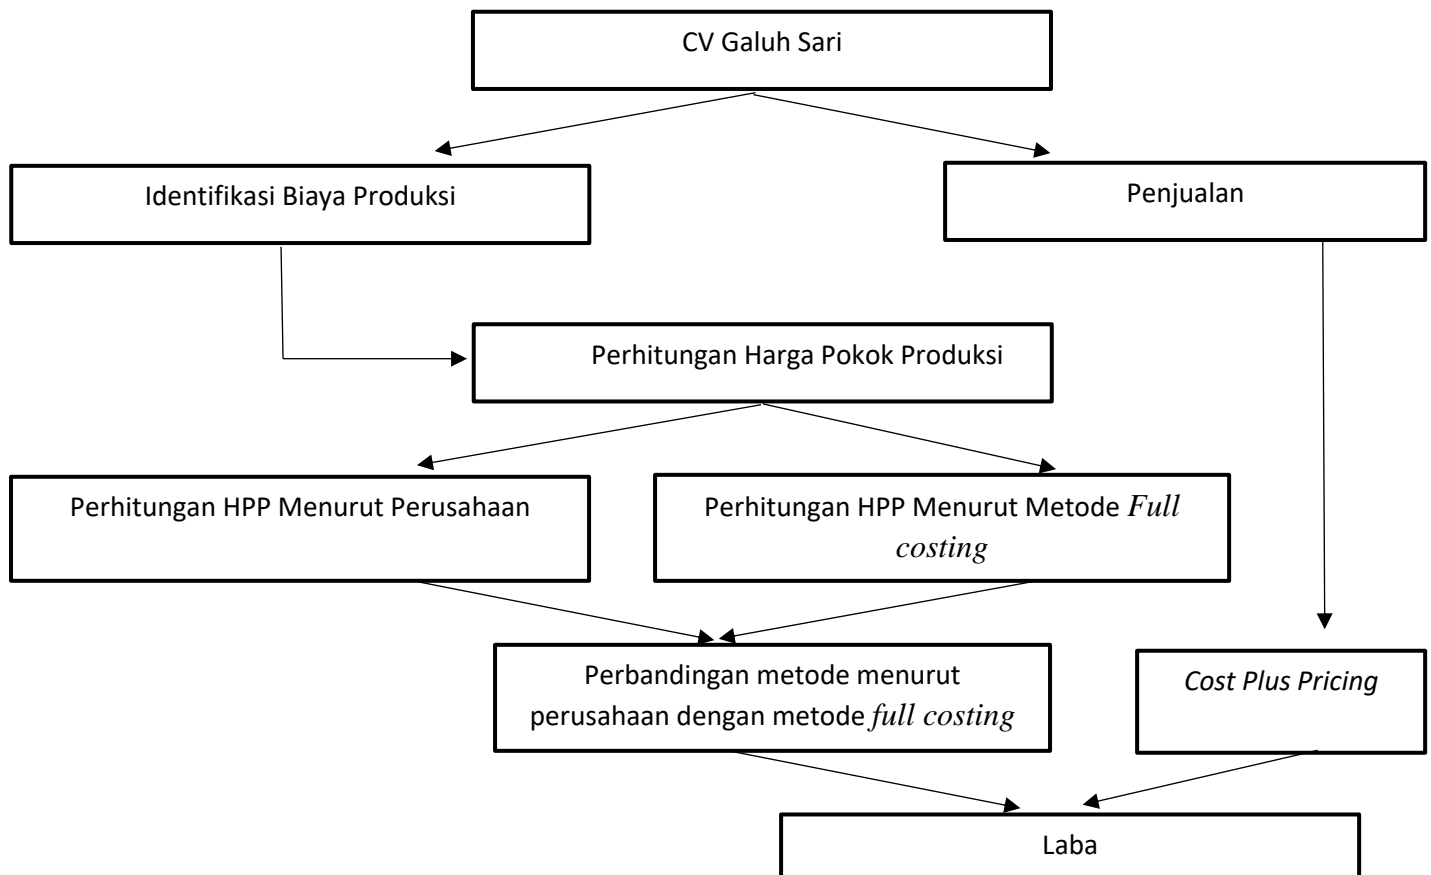 CV Galuh Sari
Identifikasi Biaya Produksi
Penjualan
Perhitungan Harga Pokok Produksi
Perhitungan HPP Menurut Perusahaan
Perhitungan HPP Menurut Metode Full
costing
Perbandingan metode menurut
perusahaan dengan metode full costing
Cost Plus Pricing
Laba